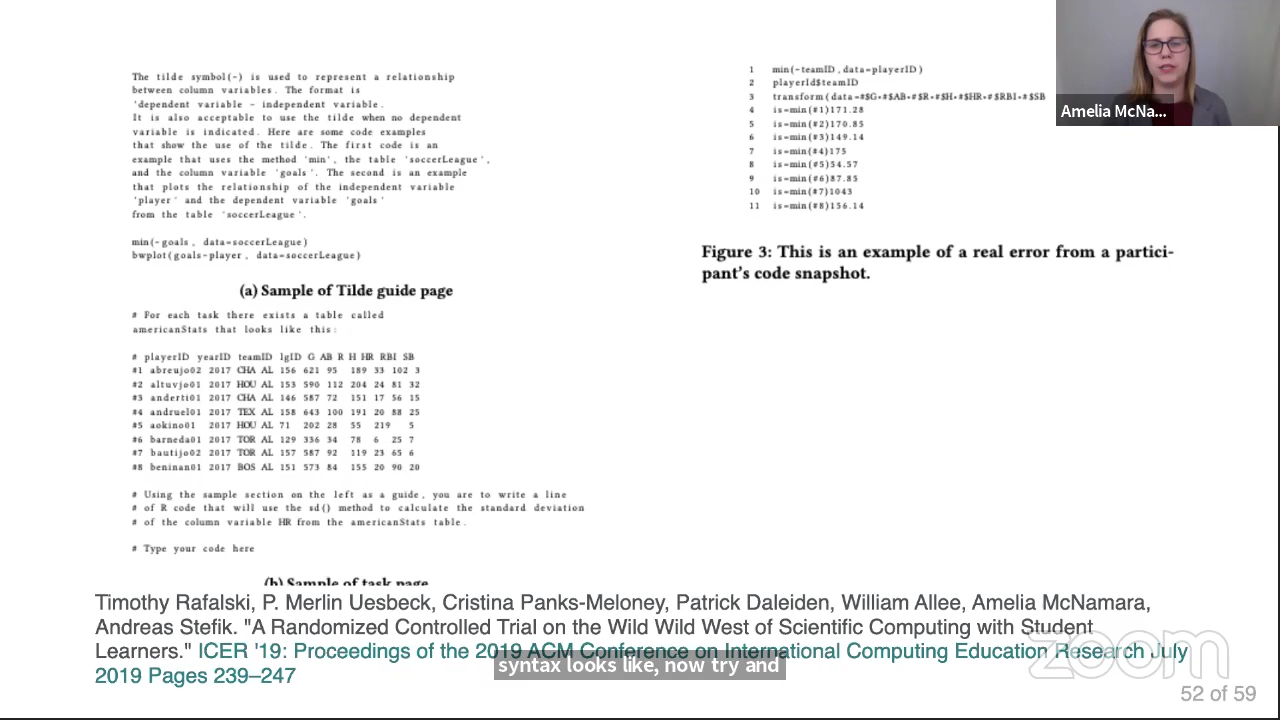 The tilde symbol(~) is used to represent a relationship
between column variables. The format is
'dependent variable ~ independent variable.
It is also acceptable to use the tilde when no dependent
variable is indicated. Here are some code examples
that show the use of the tilde. The first code is an
example that uses the method 'min', the table 'soccerLeague',
and the column variable 'goals'. The second is an example
that plots the relationship of the independent variable
'player' and the dependent variable 'goals'
from the table 'soccerLeague'.
min(~goals, data=soccerLeague)
bwplot(goals~player, data=soccerLeague)
(a) Sample of Tilde guide page
# For each task there exists a table called
americanStats that looks like this:
# playerID yearID teamID lgID G AB R H HR RBI SB
#1 abreujo02 2017 CHA AL 156 621 95 189 33 102 3
#2 altuvjo01 2017 HOU AL 153 590 112 204 24 81 32
#3 anderti01 2017 CHA AL 146 587 72 151 17 56 15
#4 andruel01 2017 TEX AL 158 643 100 191 20 88 25
#5 aokino01 2017 HOU AL 71 202 28 55 219 5
#6 barneda01 2017 TOR AL 129 336 34 78 6 25 7
#7 bautijo02 2017 TOR AL 157 587 92 119 23 65 6
#8 beninan01 2017 BOS AL 151 573 84 155 20 90 20
# Using the sample section on the left as a guide, you are to write a line
# of R code that will use the sd() method to calculate the standard deviation
# of the column variable HR from the americanStats table.
# Type your code here
(b) Sample of task page
1 min(~teamID, data=playerID)
2 playerId$teamID
3 transform(data=#$G+#$AB+#$R+#$H+#$HR+#$RBI+#$SB
4 is=min(#1)171.28
5 is=min(#2)170.85
6 is=min(#3)149.14
7 is=min(#4)175
8 is=min(#5)54.57
9 is=min(#6)87.85
10 is=min(#7)1043
11 is=min(#8)156.14
Figure 3: This is an example of a real error from a partici-
pant's code snapshot.
Amelia McNa...
Timothy Rafalski, P. Merlin Uesbeck, Cristina Panks-Meloney, Patrick Daleiden, William Allee, Amelia McNamara,
Andreas Stefik. "A Randomized Controlled Trial on the Wild Wild West of Scientific Computing with Student
Learners." ICER '19: Proceedings of the 2019 ACM Conference on International Computing Education Research July
2019 Pages 239–247
syntax looks like, now try and
zoom
52 of 59